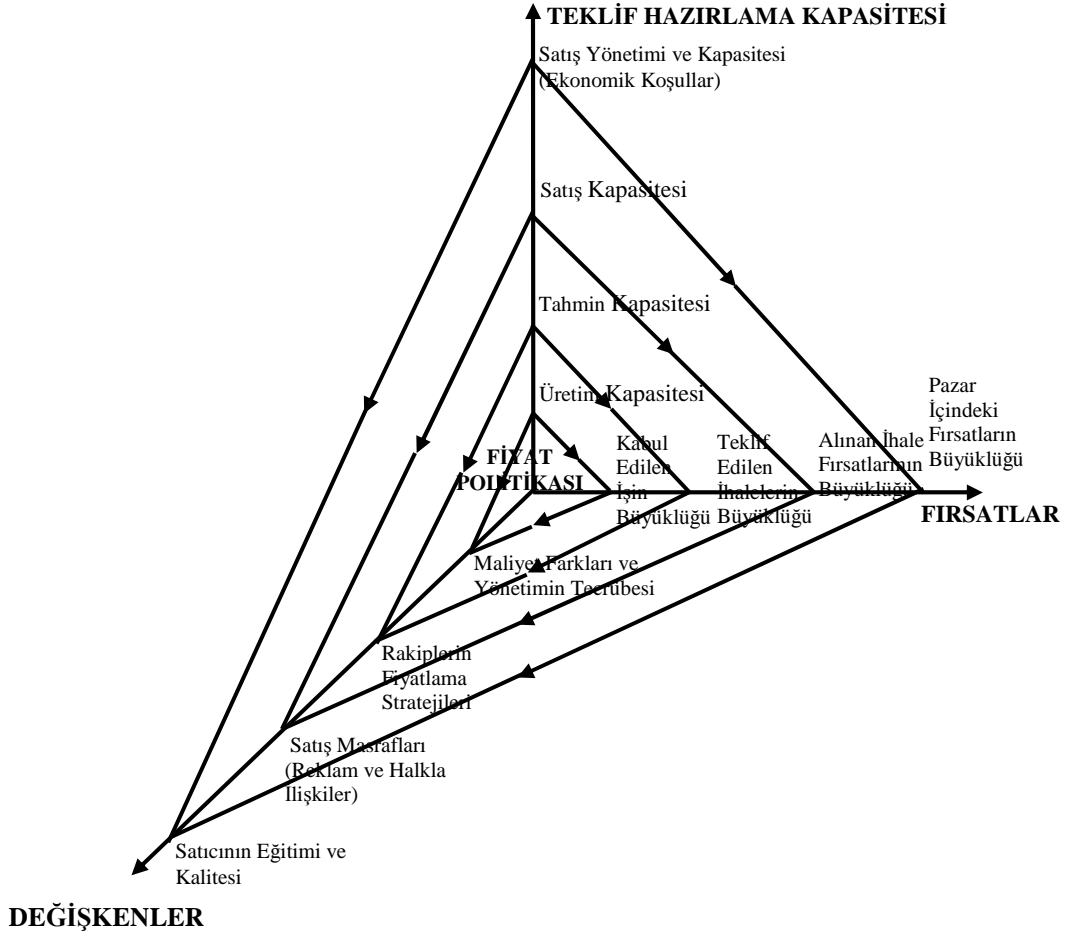 TEKLİF HAZIRLAMA KAPASİTESİ
Satış Yönetimi ve Kapasitesi
(Ekonomik Koşullar)
Satış Kapasitesi
Tahmin Kapasitesi
Üretim Kapasitesi
FİYAT
POLİTİKASI
Kabul
Edilen
İşin
Büyüklüğü
Teklif
Edilen
İhalelerin
Büyüklüğü
Alınan İhale
Fırsatlarının
Büyüklüğü
Pazar
İçindeki
Fırsatların
Büyüklüğü
FIRSATLAR
Maliyet Farkları ve
Yönetimin Tecrübesi
Rakiplerin
Fiyatlama
Stratejileri
Satış Masrafları
(Reklam ve Halkla
İlişkiler)
Satıcının Eğitimi ve
Kalitesi
DEĞİŞKENLER